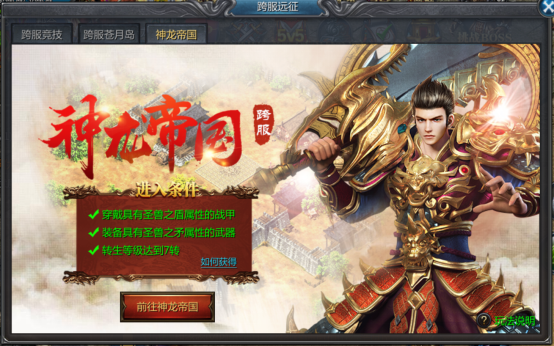 跨服远征
跨服竞技
跨服苍月岛
神龙帝国
5v5
神龙帝国
跨服
进入条件
穿戴具有圣兽之盾属性的战甲
装备具有圣兽之矛属性的武器
转生等级达到7转
如何获得
前往神龙帝国
? 玩法说明